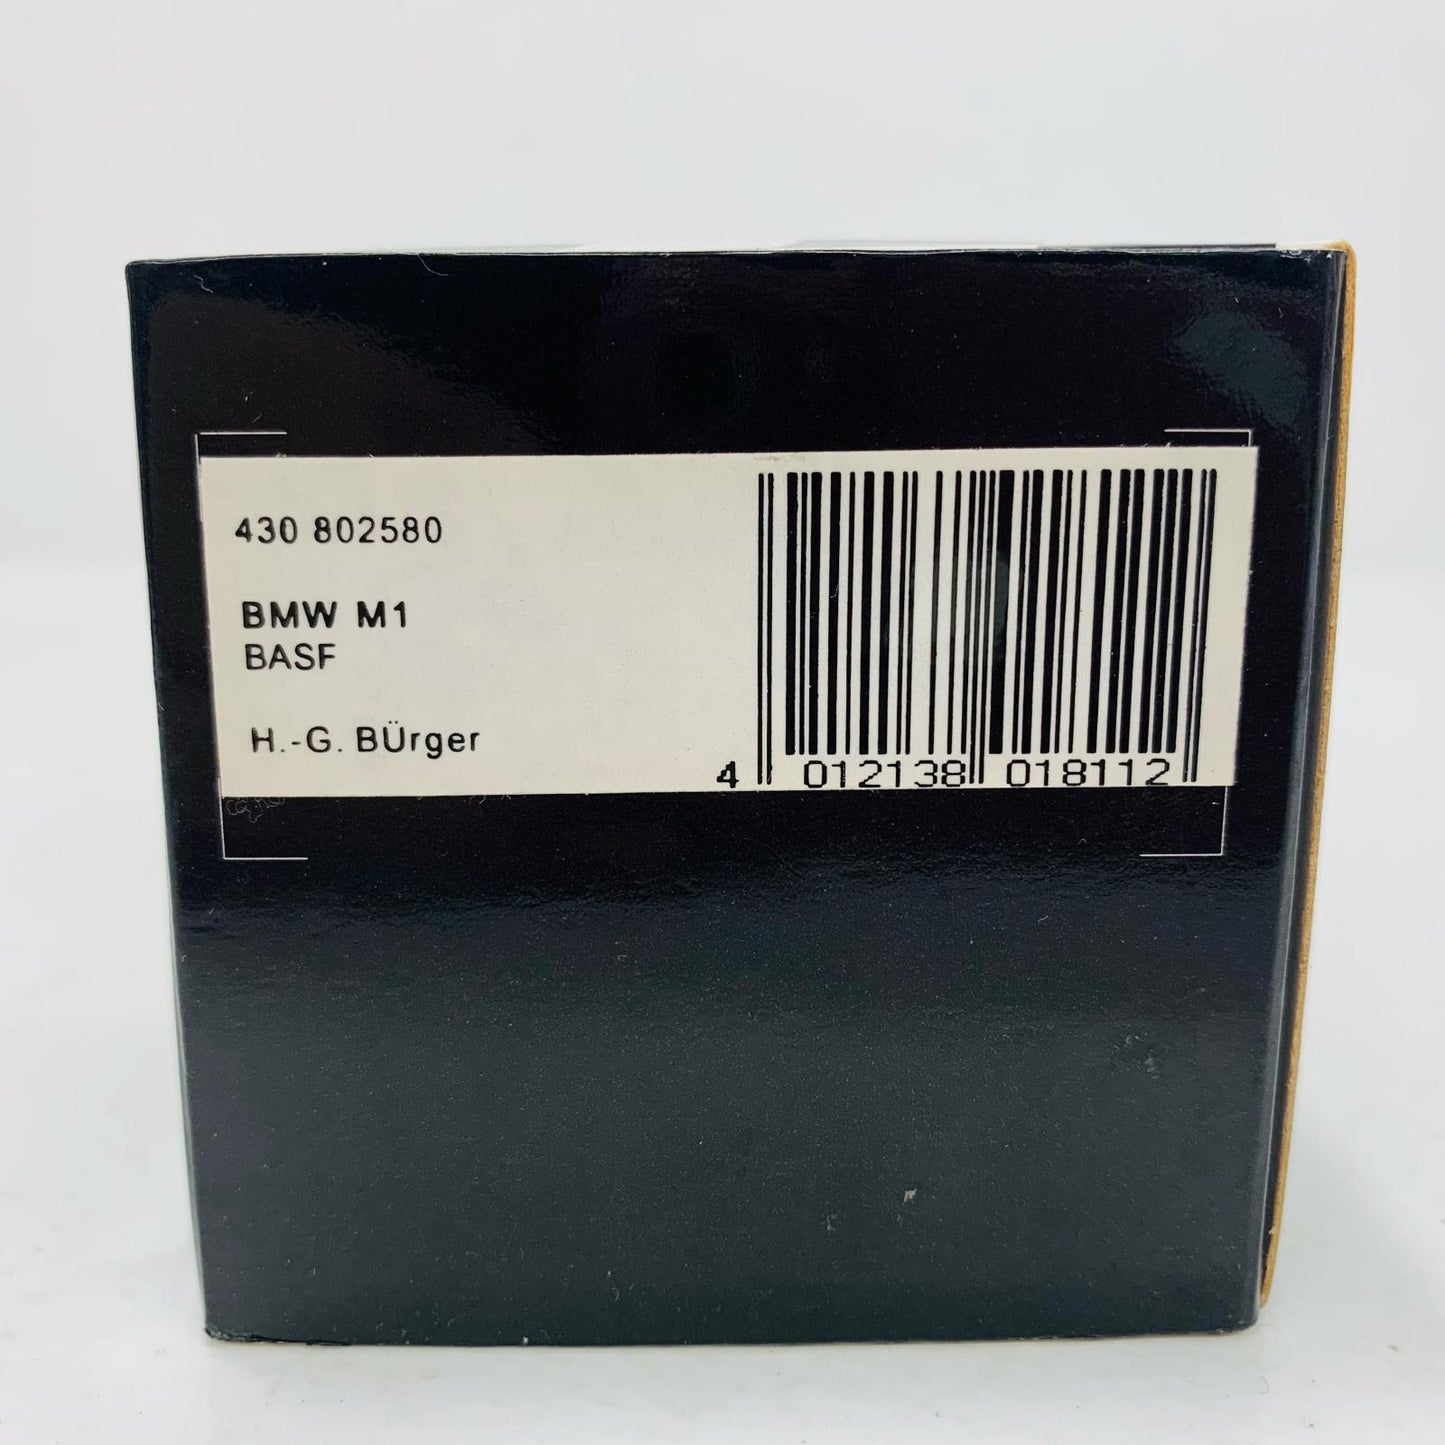 430 802580
BMW M1
BASF
H.-G. BÜrger
4 012138 018112